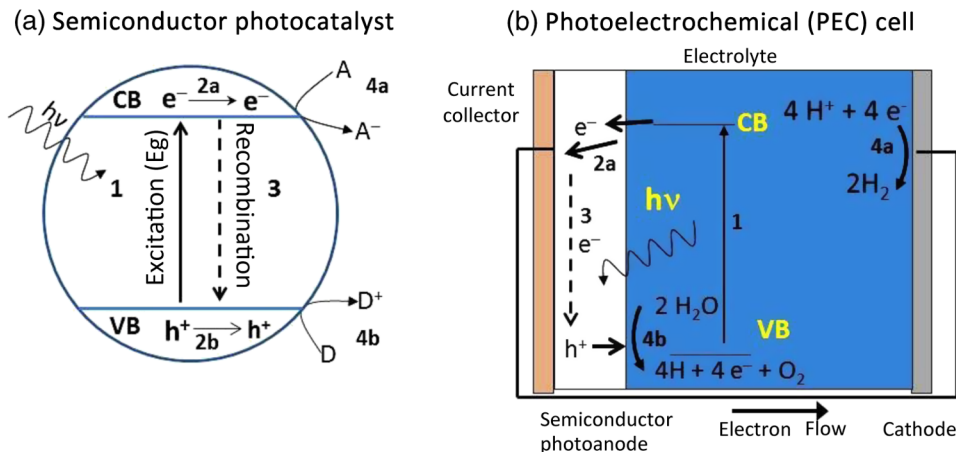 (a) Semiconductor photocatalyst
hν
CB e⁻ 2a e⁻
A 4a
A⁻
1
Excitation (Eg)
Recombination
3
VB h⁺ 2b h⁺
D⁺
4b
D
(b) Photoelectrochemical (PEC) cell
Electrolyte
Current
collector
e⁻
CB
4 H⁺ + 4 e⁻
2a
4a
2H₂
hν
3
1
e⁻
2 H₂O
VB
h⁺
4b
4H + 4 e⁻ + O₂
Semiconductor
photoanode
Electron Flow
Cathode